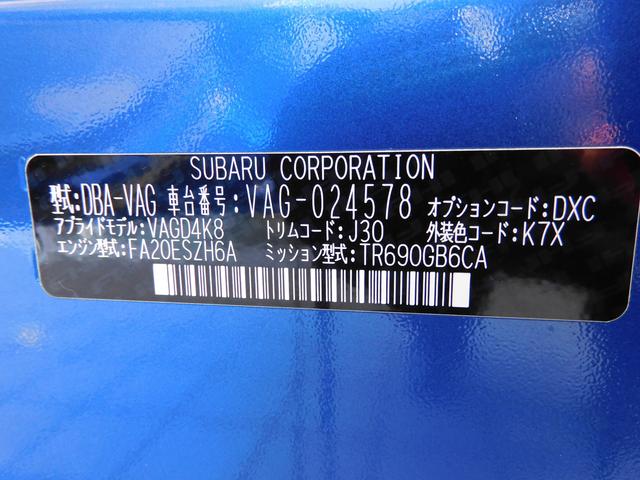 SUBARU CORPORATION
型式:DBA-VAG 車台番号:VAG-024578 オプションコード:DXC
アプライドモデル:VAGD4K8 トリムコード:J30 外装色コード:K7X
エンジン型式:FA20ESZH6A ミッション型式:TR690GB6CA